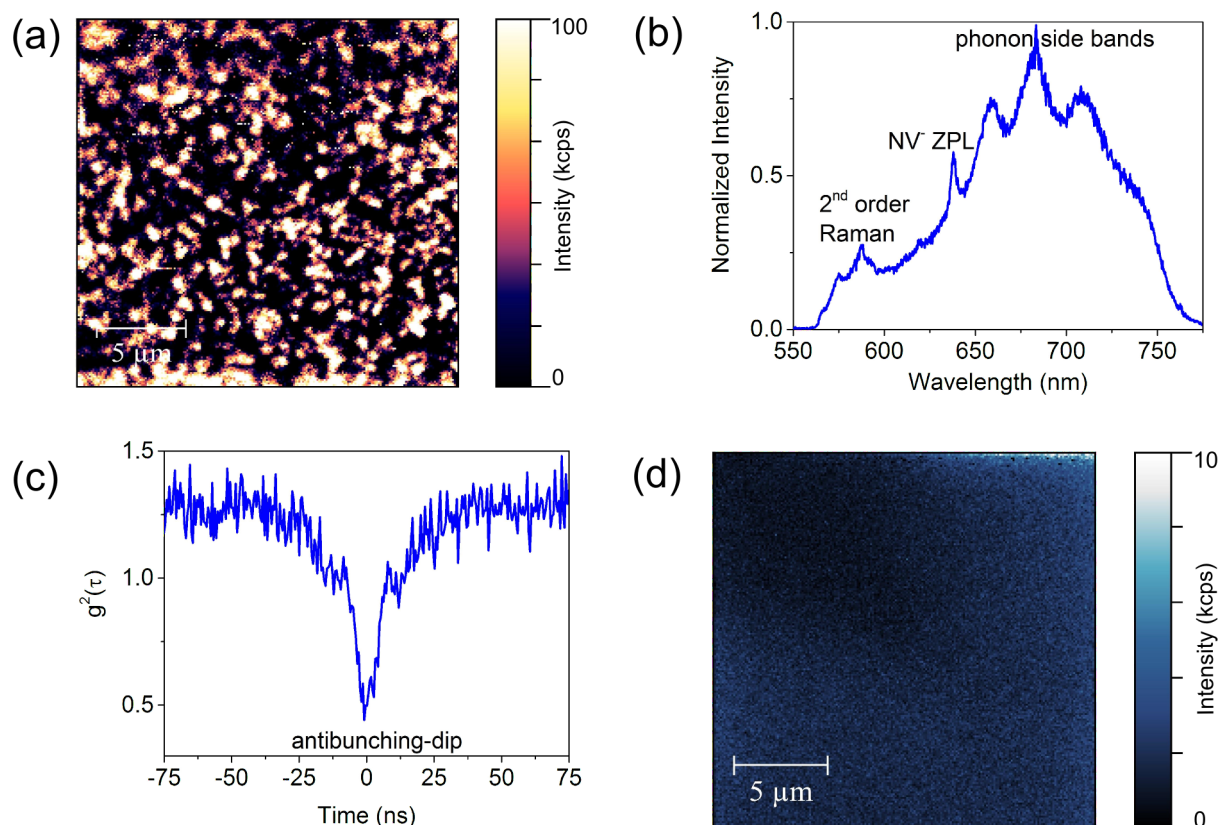 (a)
100
Intensity (kcps)
0
5 µm
(b)
1.0
phonon side bands
NV⁻ ZPL
0.5
2ⁿᵈ order
Raman
Normalized Intensity
0.0
550 600 650 700 750
Wavelength (nm)
(c)
1.5
1.0
g²(τ)
0.5
antibunching-dip
-75 -50 -25 0 25 50 75
Time (ns)
(d)
10
Intensity (kcps)
5 µm
0